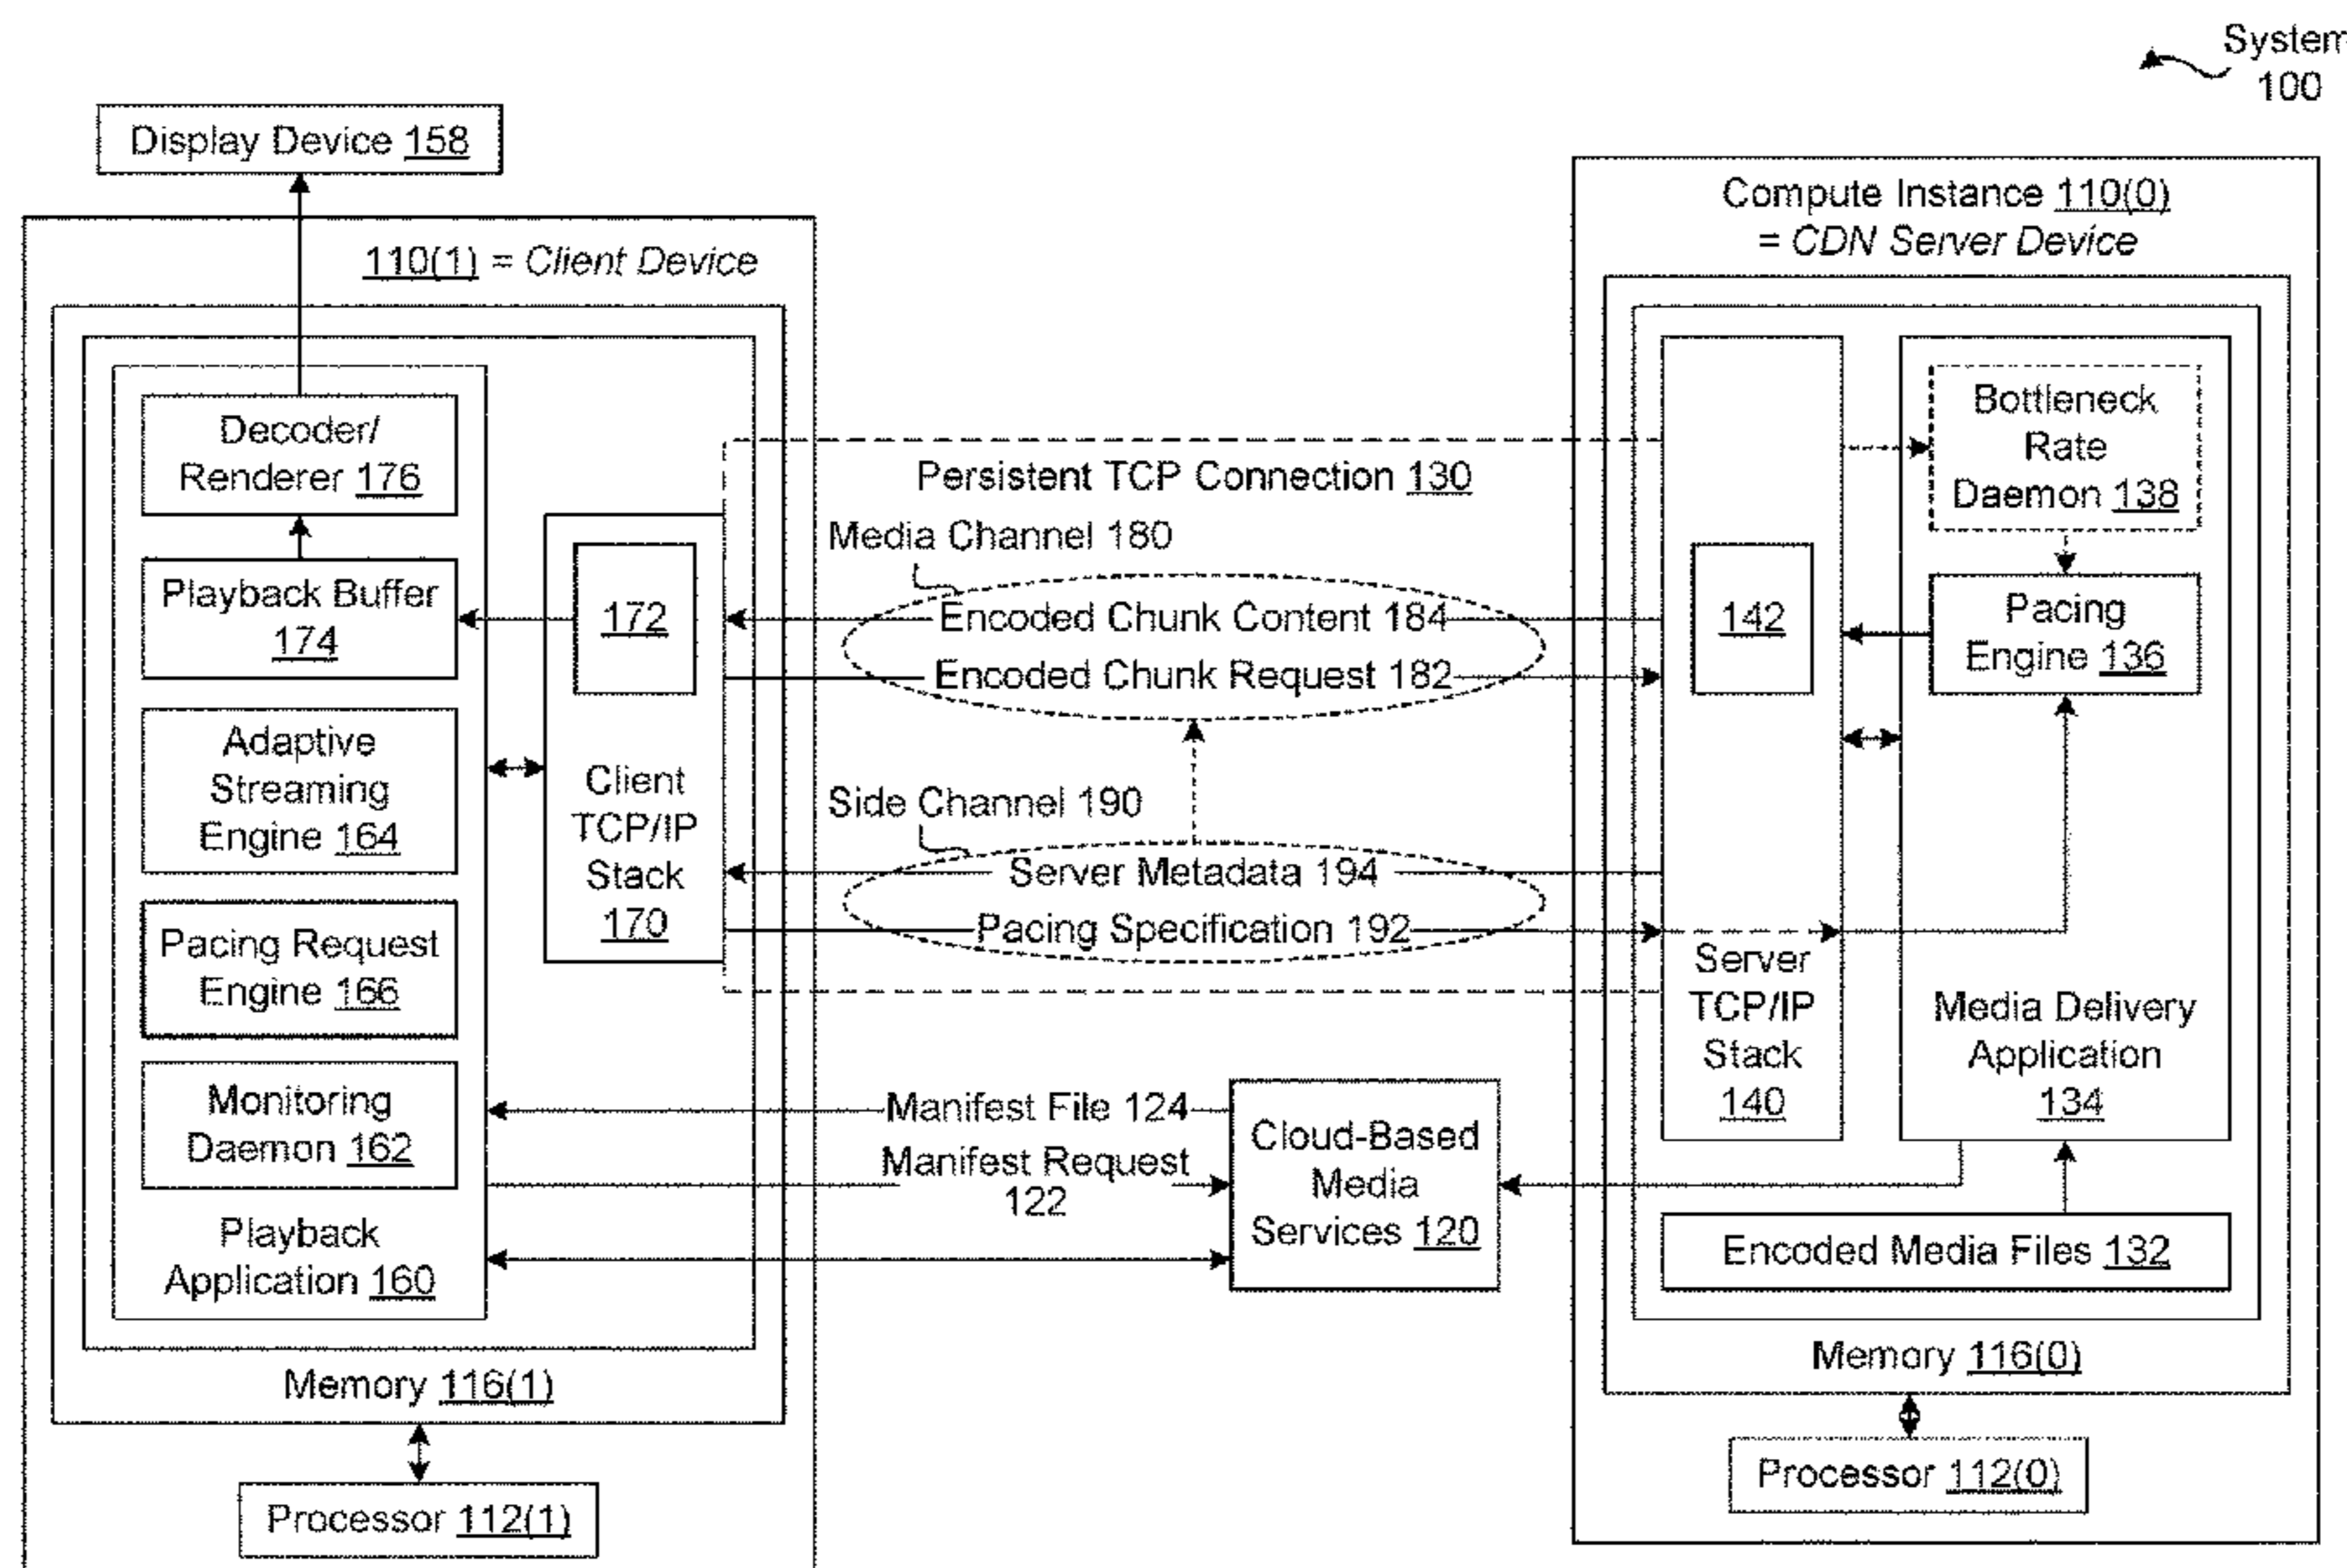 System
100
Display Device 158
110(1) = Client Device
Decoder/
Renderer 176
Playback Buffer
174
Adaptive
Streaming
Engine 164
Pacing Request
Engine 166
Monitoring
Daemon 162
Playback
Application 160
172
Client
TCP/IP
Stack
170
Memory 116(1)
Processor 112(1)
Persistent TCP Connection 130
Media Channel 180
Encoded Chunk Content 184
Encoded Chunk Request 182
Side Channel 190
Server Metadata 194
Pacing Specification 192
Manifest File 124
Manifest Request
122
Cloud-Based
Media
Services 120
Compute Instance 110(0)
= CDN Server Device
142
Server
TCP/IP
Stack
140
Bottleneck
Rate
Daemon 138
Pacing
Engine 136
Media Delivery
Application
134
Encoded Media Files 132
Memory 116(0)
Processor 112(0)